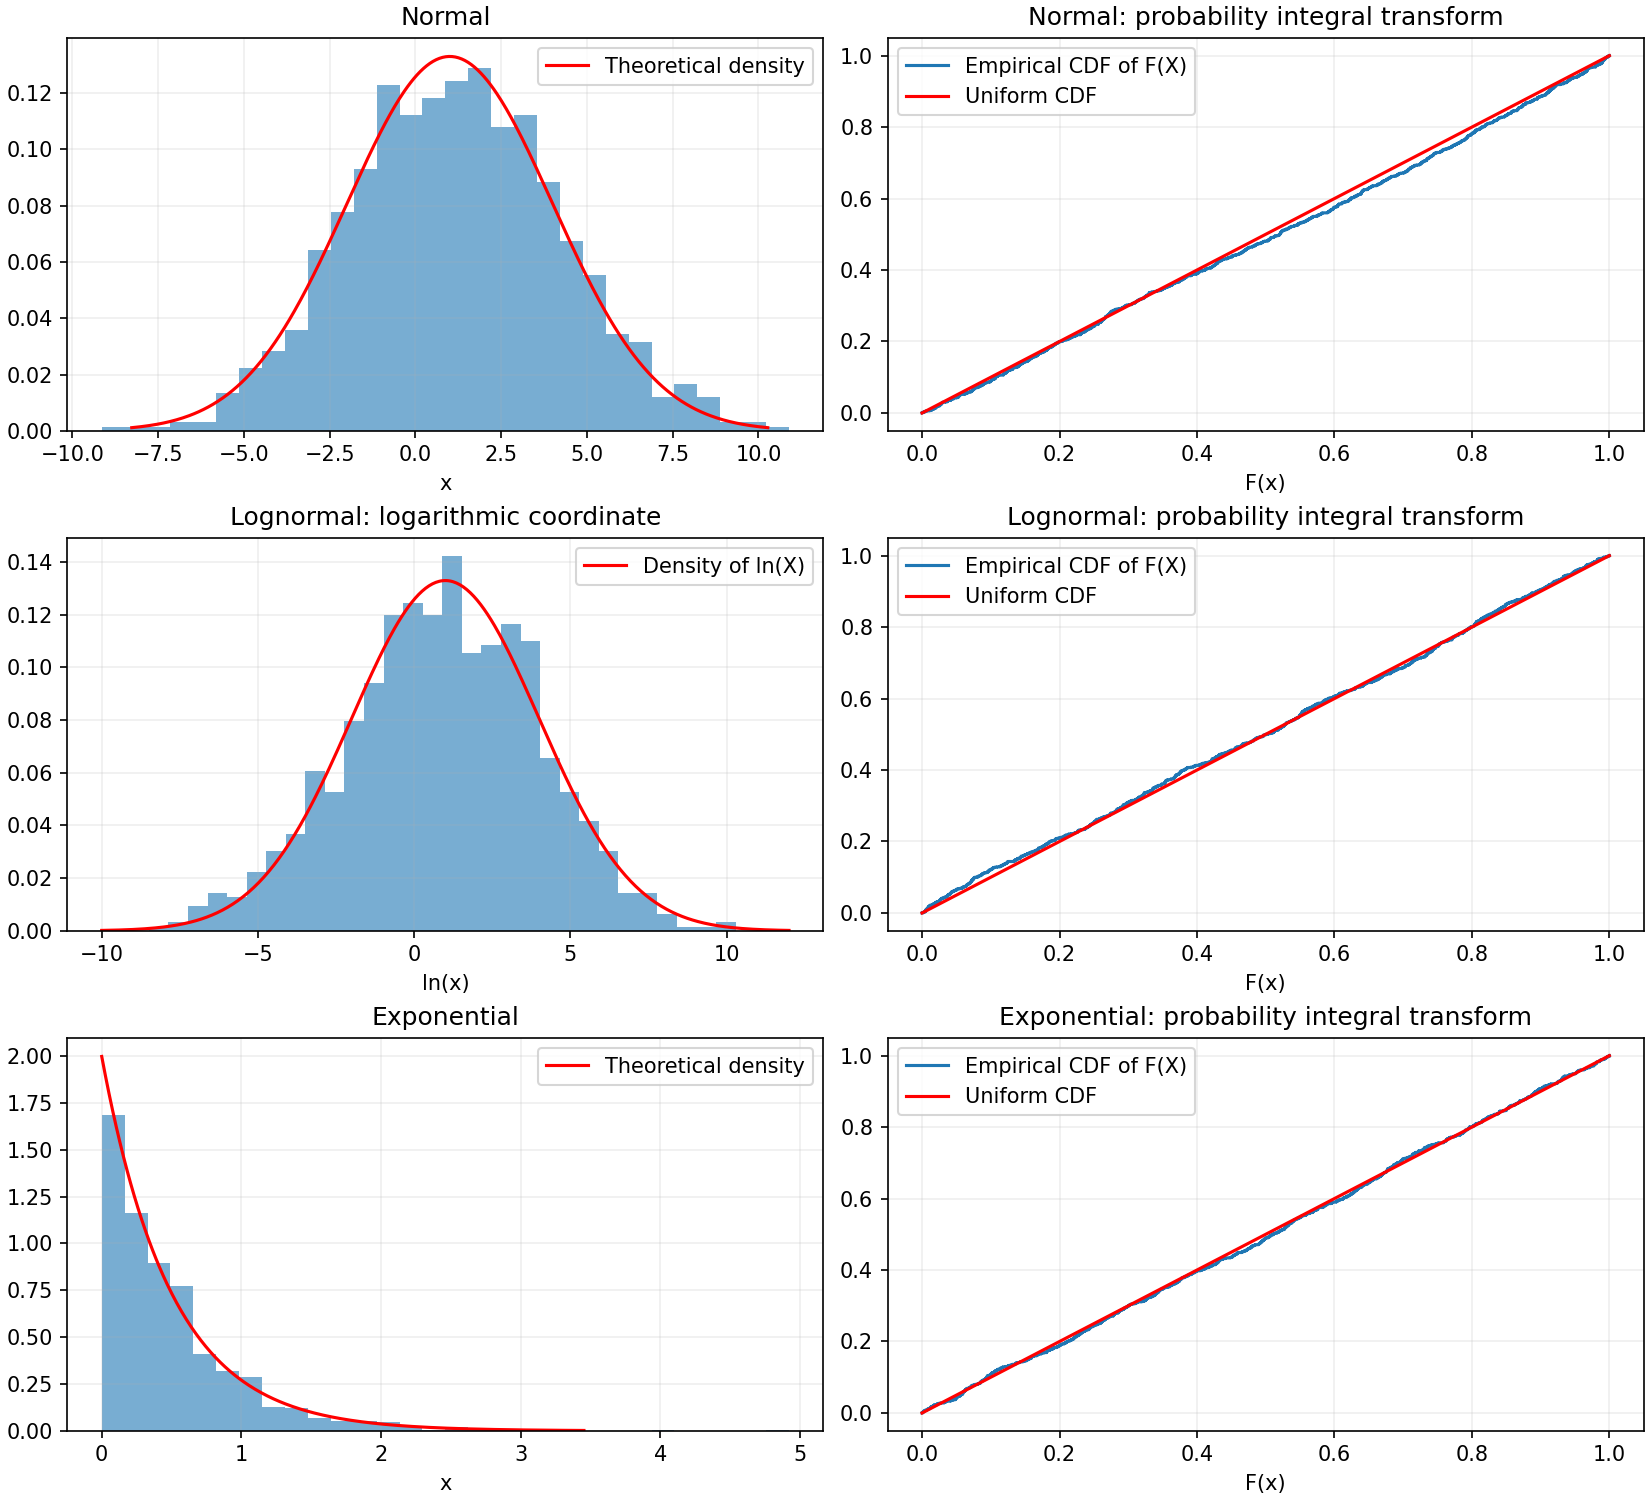 Normal
Theoretical density
0.12
0.10
0.08
0.06
0.04
0.02
0.00
−10.0 −7.5 −5.0 −2.5 0.0 2.5 5.0 7.5 10.0
x
Normal: probability integral transform
Empirical CDF of F(X)
Uniform CDF
1.0
0.8
0.6
0.4
0.2
0.0
0.0 0.2 0.4 0.6 0.8 1.0
F(x)
Lognormal: logarithmic coordinate
Density of ln(X)
0.14
0.12
0.10
0.08
0.06
0.04
0.02
0.00
−10 −5 0 5 10
ln(x)
Lognormal: probability integral transform
Empirical CDF of F(X)
Uniform CDF
1.0
0.8
0.6
0.4
0.2
0.0
0.0 0.2 0.4 0.6 0.8 1.0
F(x)
Exponential
Theoretical density
2.00
1.75
1.50
1.25
1.00
0.75
0.50
0.25
0.00
0 1 2 3 4 5
x
Exponential: probability integral transform
Empirical CDF of F(X)
Uniform CDF
1.0
0.8
0.6
0.4
0.2
0.0
0.0 0.2 0.4 0.6 0.8 1.0
F(x)